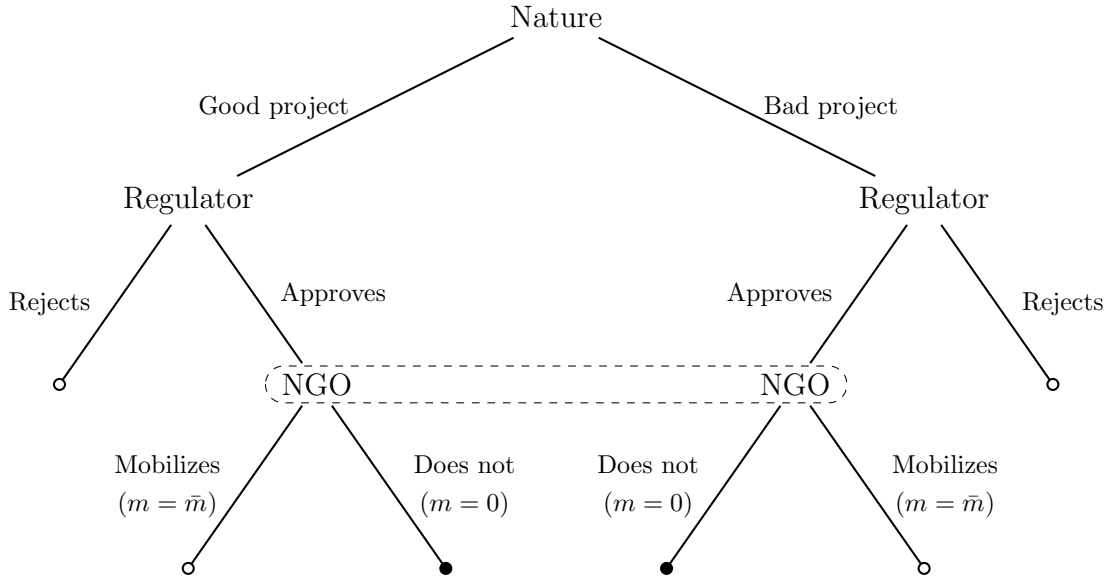 Nature
Good project
Bad project
Regulator
Regulator
Rejects
Approves
Approves
Rejects
NGO
NGO
Mobilizes
(m = m̄)
Does not
(m = 0)
Does not
(m = 0)
Mobilizes
(m = m̄)